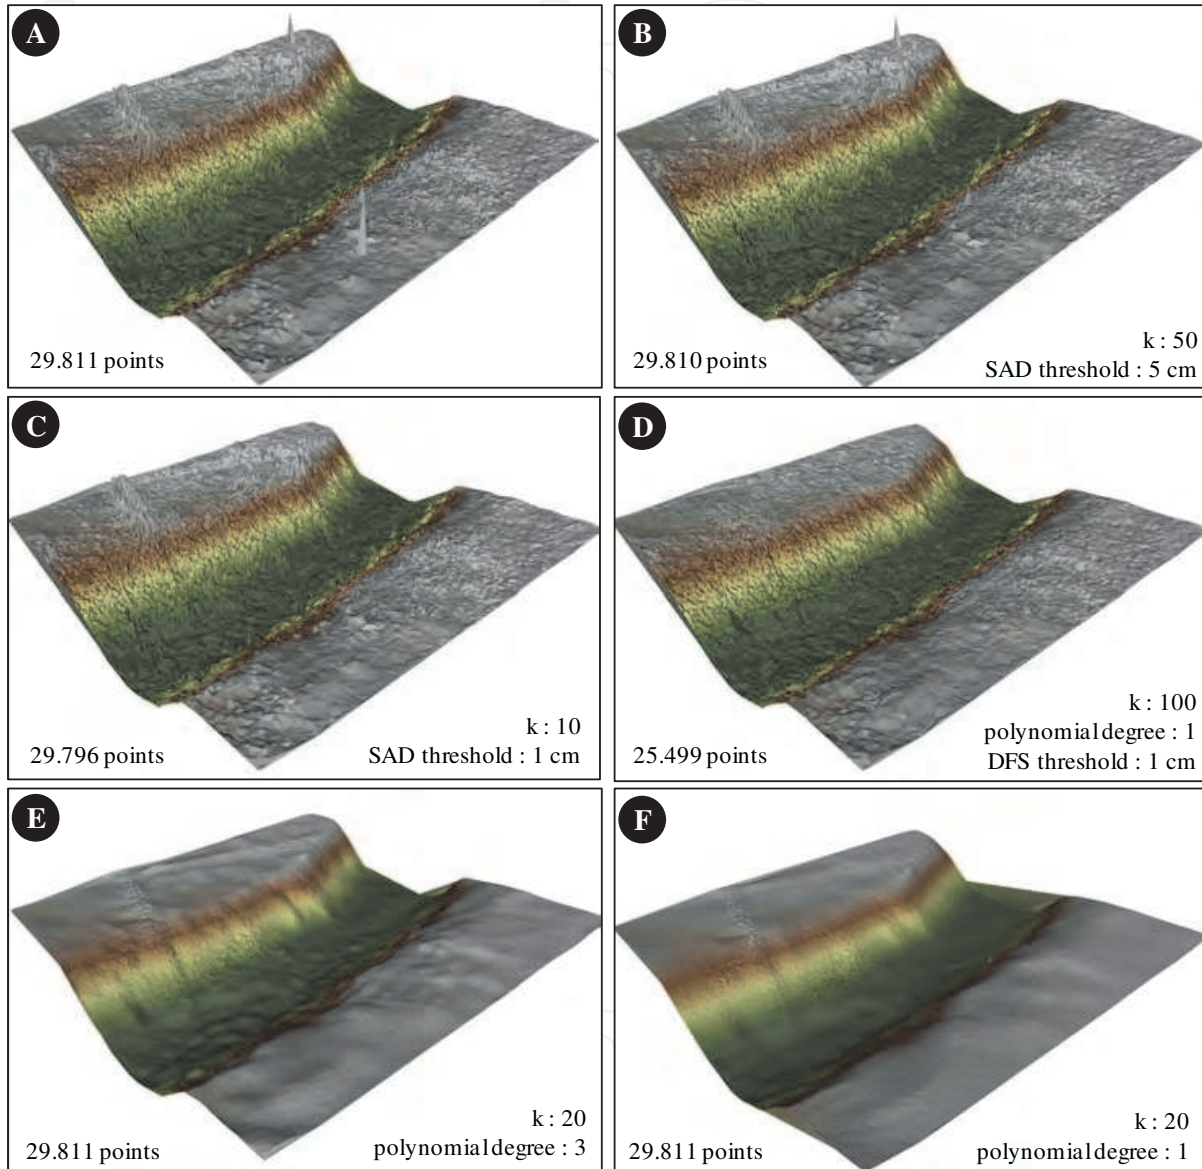 A
29.811 points
B
29.810 points
k : 50
SAD threshold : 5 cm
C
29.796 points
k : 10
SAD threshold : 1 cm
D
25.499 points
k : 100
polynomial degree : 1
DFS threshold : 1 cm
E
29.811 points
k : 20
polynomial degree : 3
F
29.811 points
k : 20
polynomial degree : 1